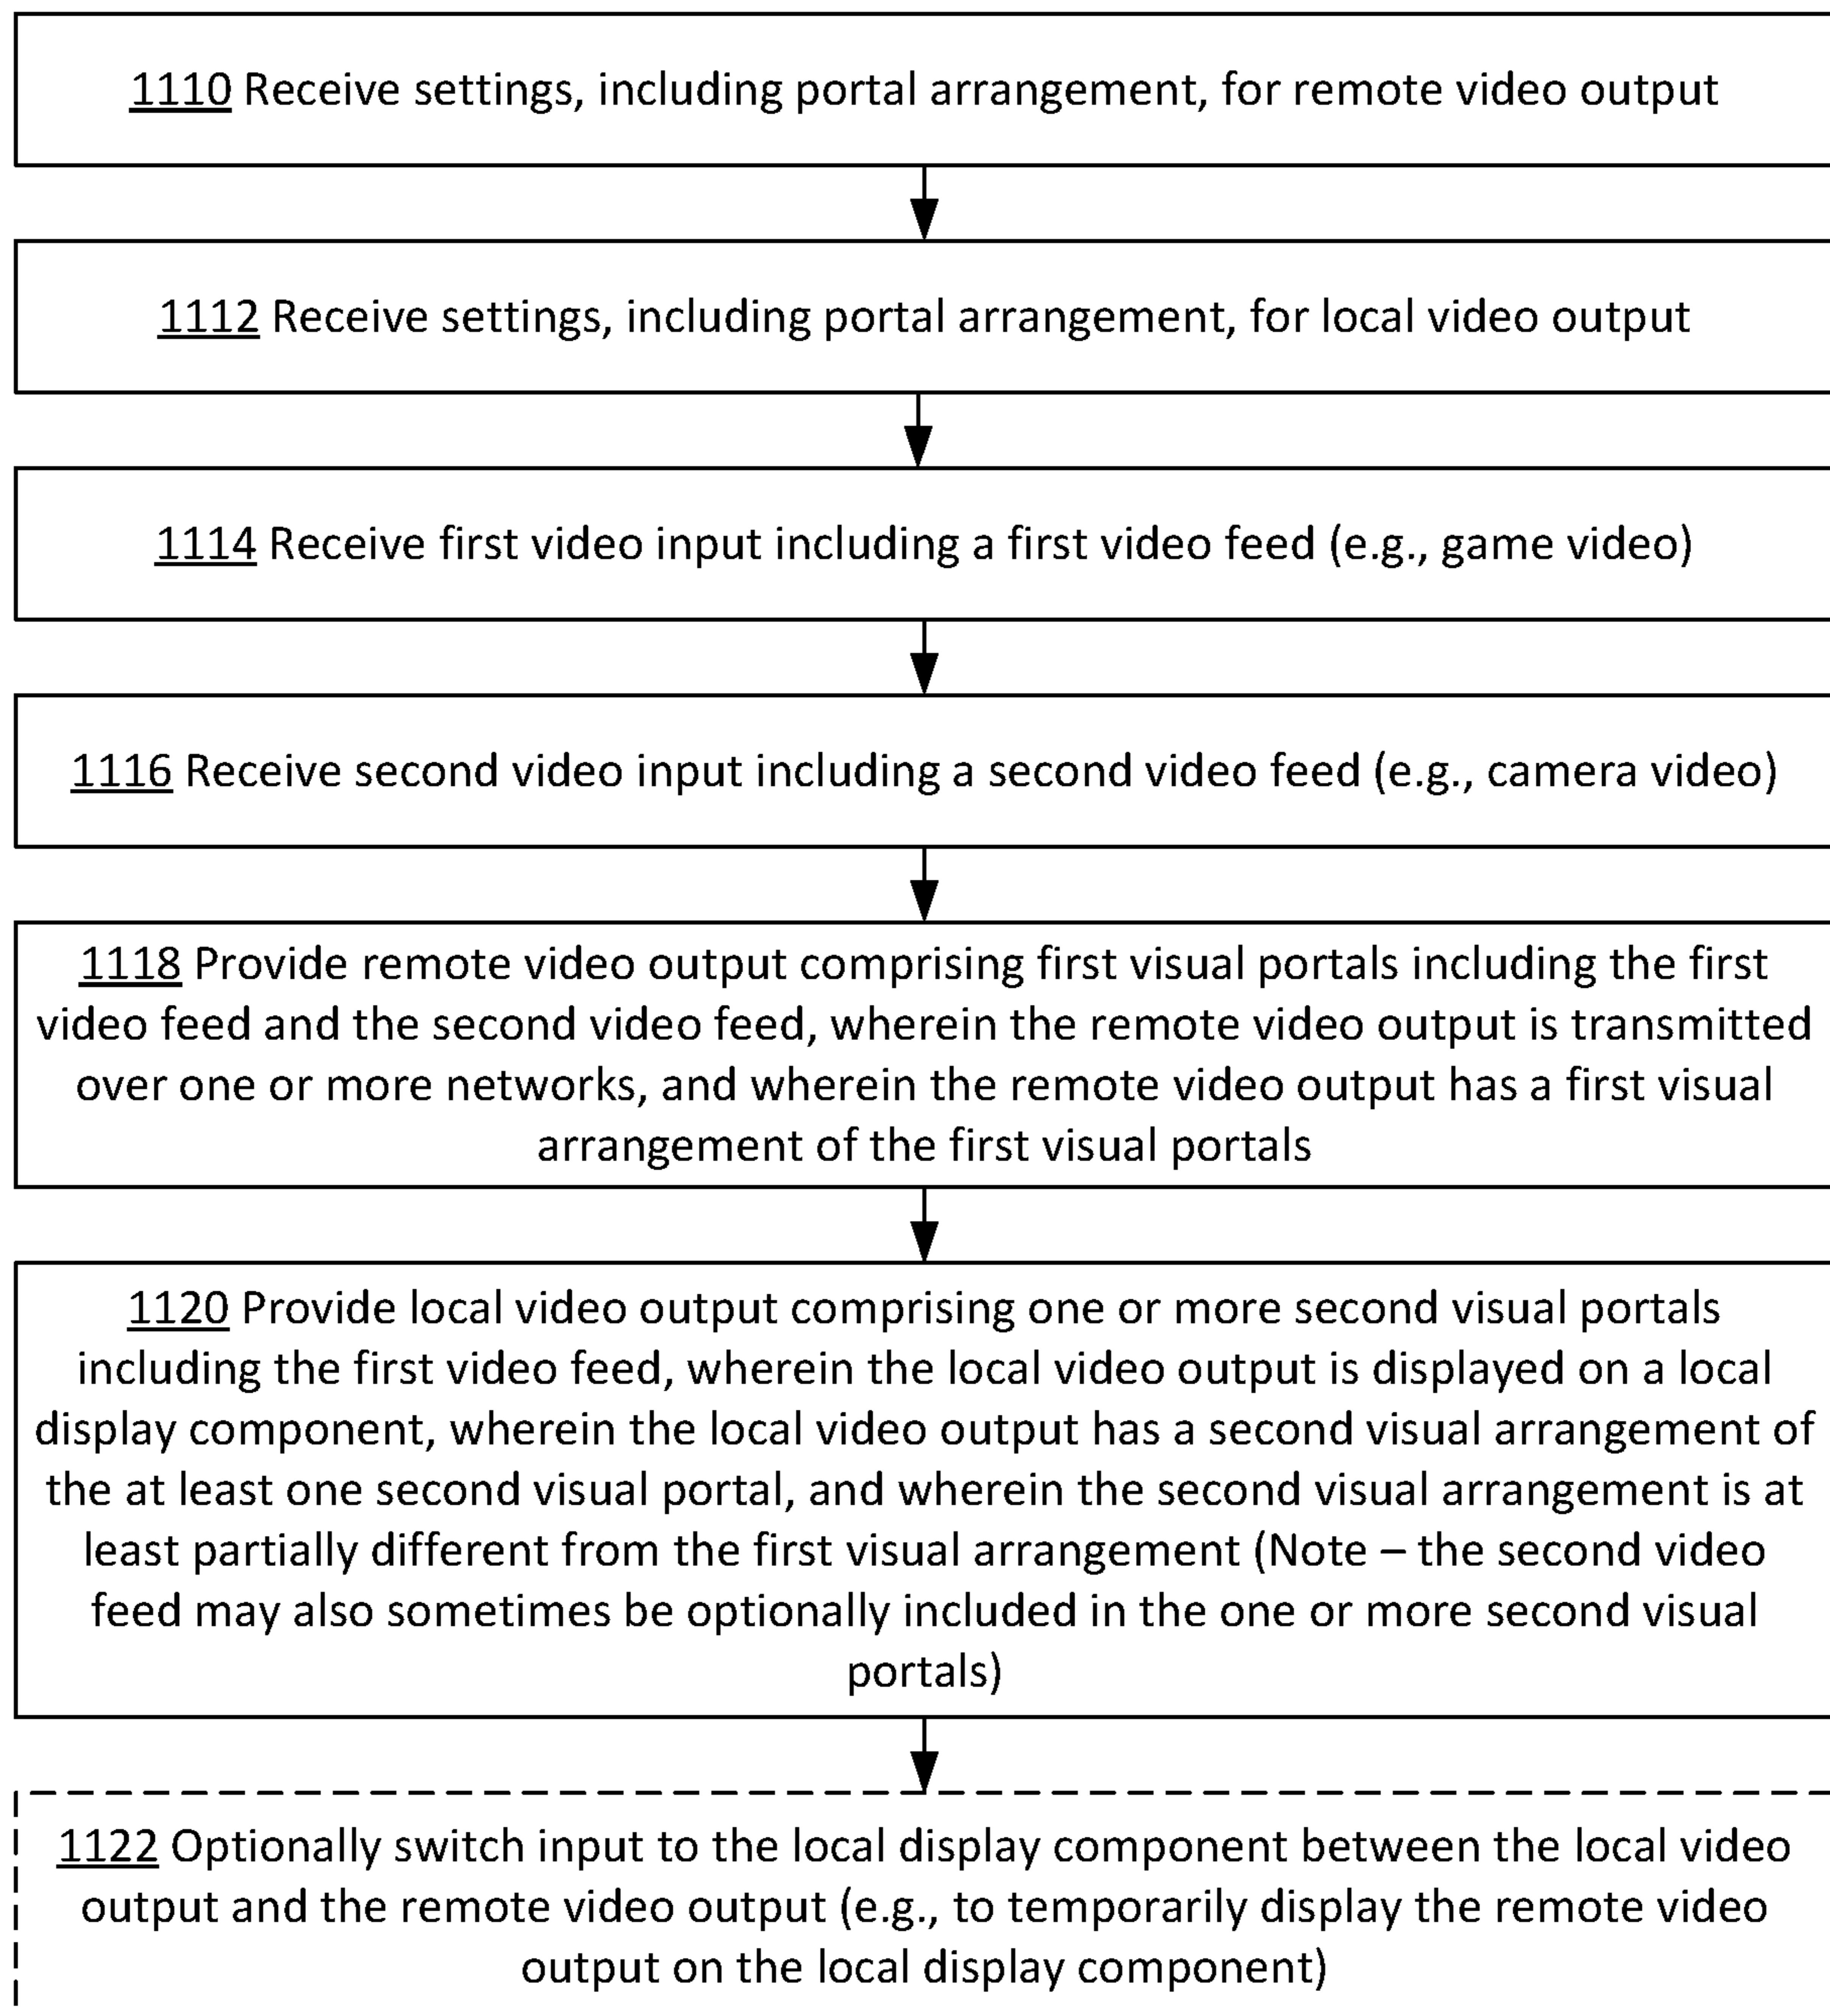 1110 Receive settings, including portal arrangement, for remote video output
1112 Receive settings, including portal arrangement, for local video output
1114 Receive first video input including a first video feed (e.g., game video)
1116 Receive second video input including a second video feed (e.g., camera video)
1118 Provide remote video output comprising first visual portals including the first
video feed and the second video feed, wherein the remote video output is transmitted
over one or more networks, and wherein the remote video output has a first visual
arrangement of the first visual portals
1120 Provide local video output comprising one or more second visual portals
including the first video feed, wherein the local video output is displayed on a local
display component, wherein the local video output has a second visual arrangement of
the at least one second visual portal, and wherein the second visual arrangement is at
least partially different from the first visual arrangement (Note – the second video
feed may also sometimes be optionally included in the one or more second visual
portals)
1122 Optionally switch input to the local display component between the local video
output and the remote video output (e.g., to temporarily display the remote video
output on the local display component)